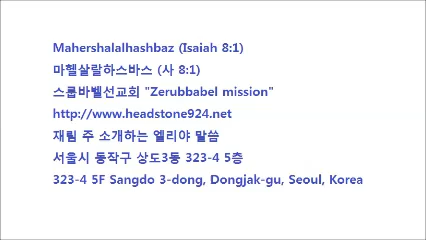 Mahershalalhashbaz (Isaiah 8:1)
마헬살랄하스바스 (사 8:1)
스룹바벨선교회 "Zerubbabel mission"
http://www.headstone924.net
재림 주 소개하는 엘리야 말씀
서울시 동작구 상도3동 323-4 5층
323-4 5F Sangdo 3-dong, Dongjak-gu, Seoul, Korea